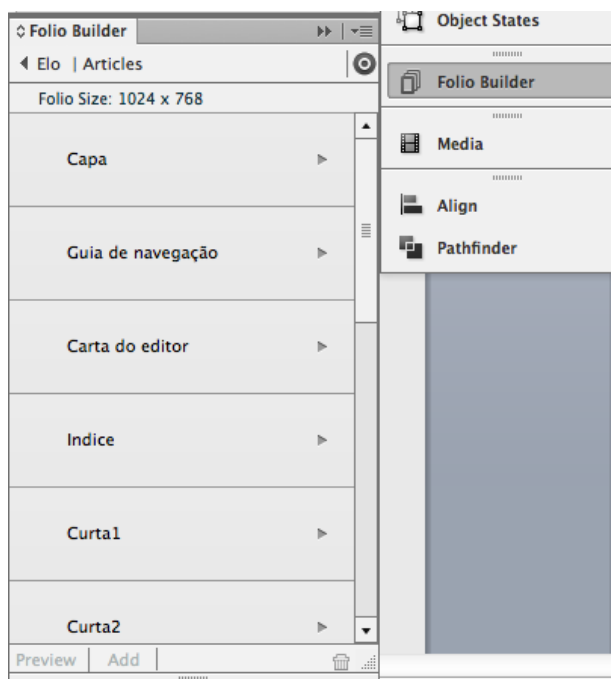 Folio Builder
Elo | Articles
Folio Size: 1024 x 768
Capa
Guia de navegação
Carta do editor
Indice
Curta1
Curta2
Preview Add
Object States
Folio Builder
Media
Align
Pathfinder